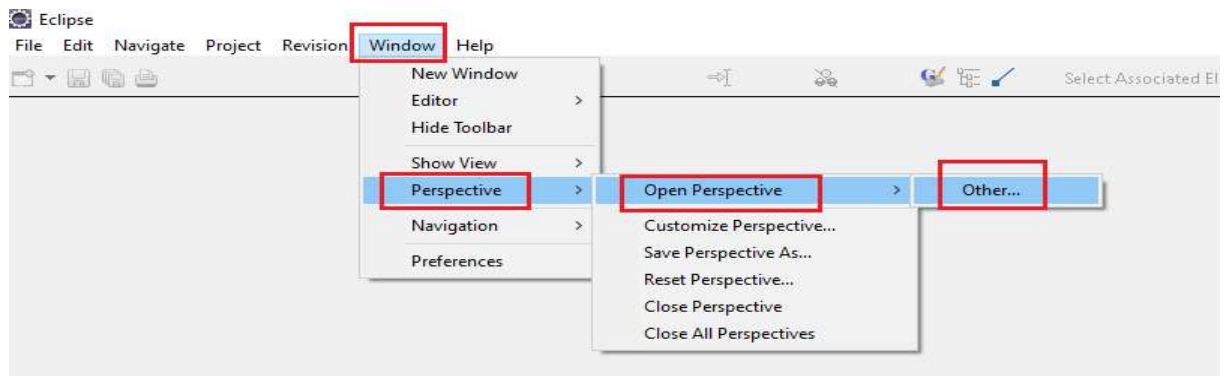 Eclipse
File Edit Navigate Project Revision Window Help
Select Associated El
New Window
Editor >
Hide Toolbar
Show View >
Perspective >
Navigation >
Preferences
Open Perspective >
Customize Perspective...
Save Perspective As...
Reset Perspective...
Close Perspective
Close All Perspectives
Other...